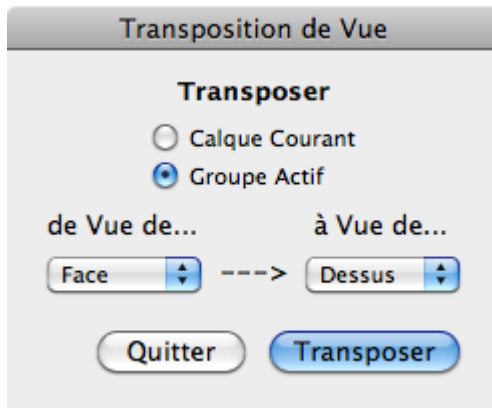 Transposition de Vue
Transposer
Calque Courant
Groupe Actif
de Vue de... à Vue de...
Face ---> Dessus
Quitter Transposer